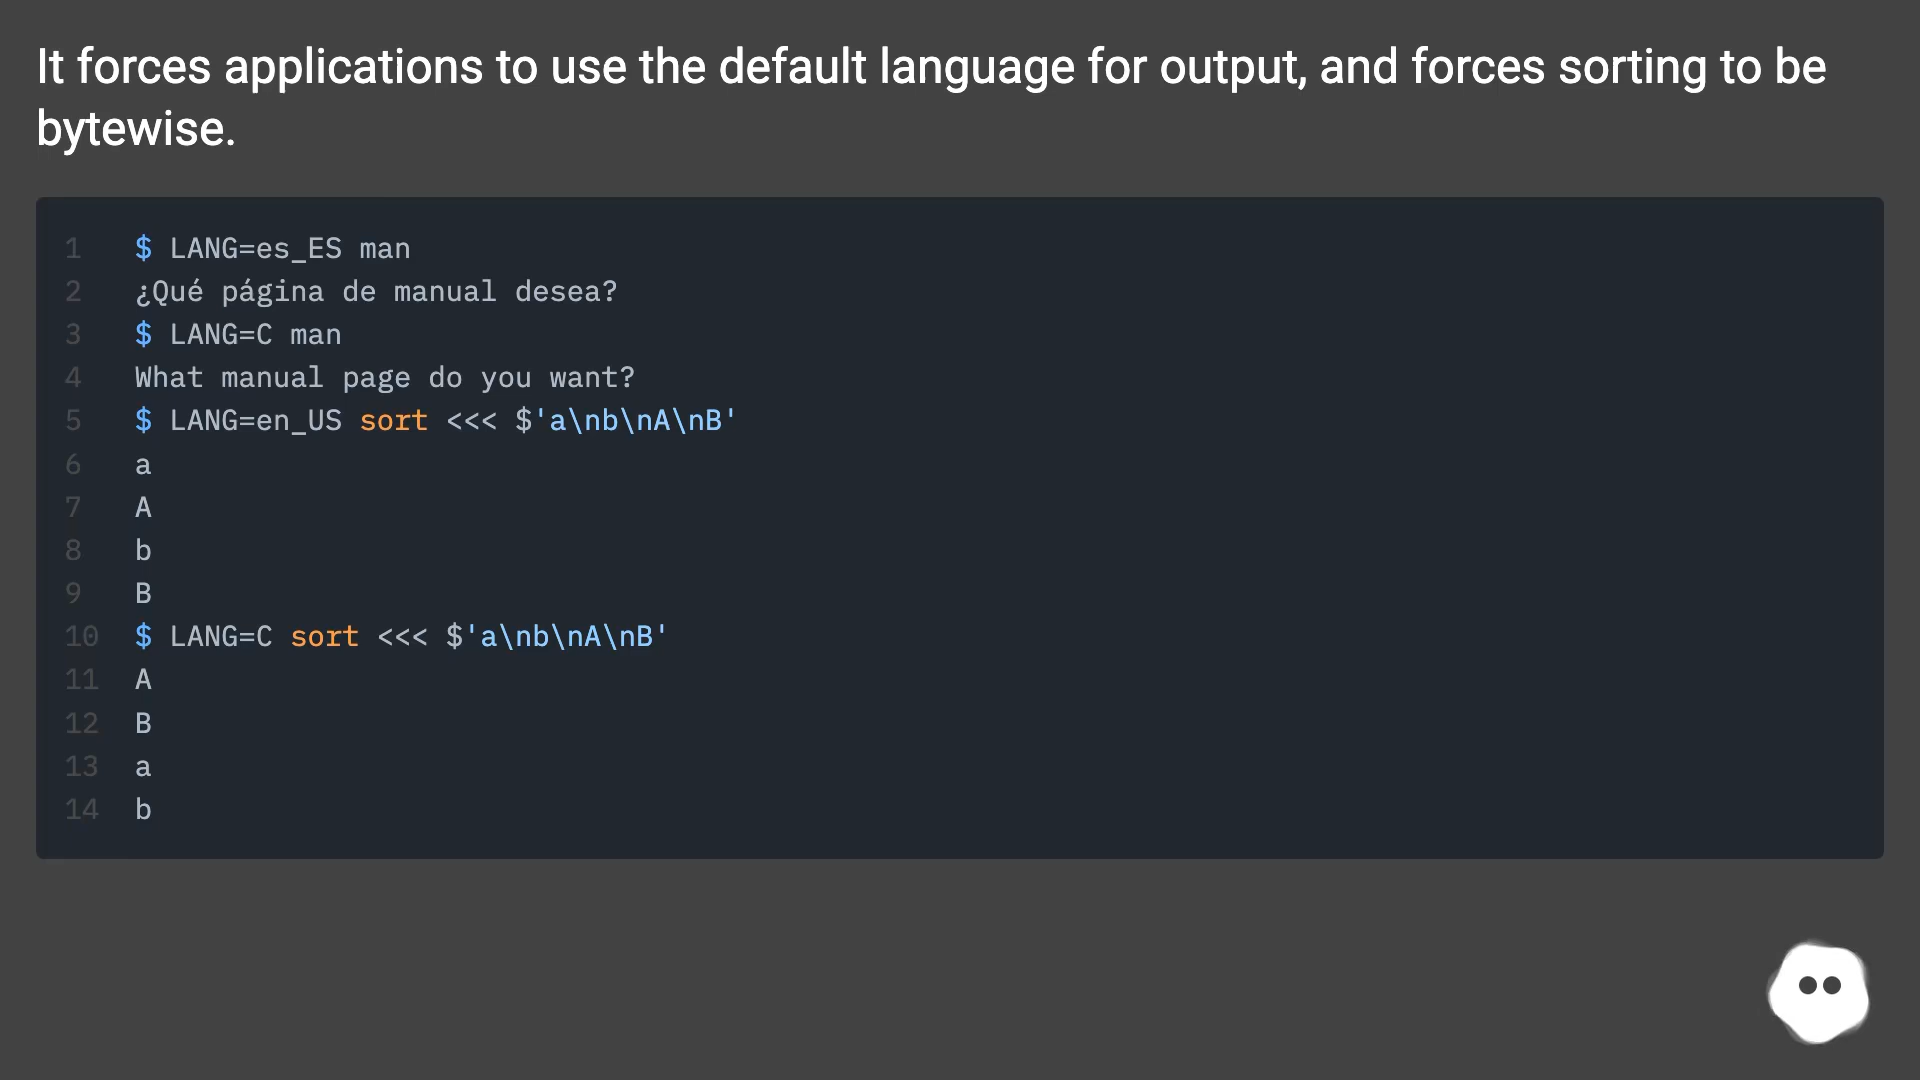 It forces applications to use the default language for output, and forces sorting to be
bytewise.
1 $ LANG=es_ES man
2 ¿Qué página de manual desea?
3 $ LANG=C man
4 What manual page do you want?
5 $ LANG=en_US sort <<< $'a\nb\nA\nB'
6 a
7 A
8 b
9 B
10 $ LANG=C sort <<< $'a\nb\nA\nB'
11 A
12 B
13 a
14 b